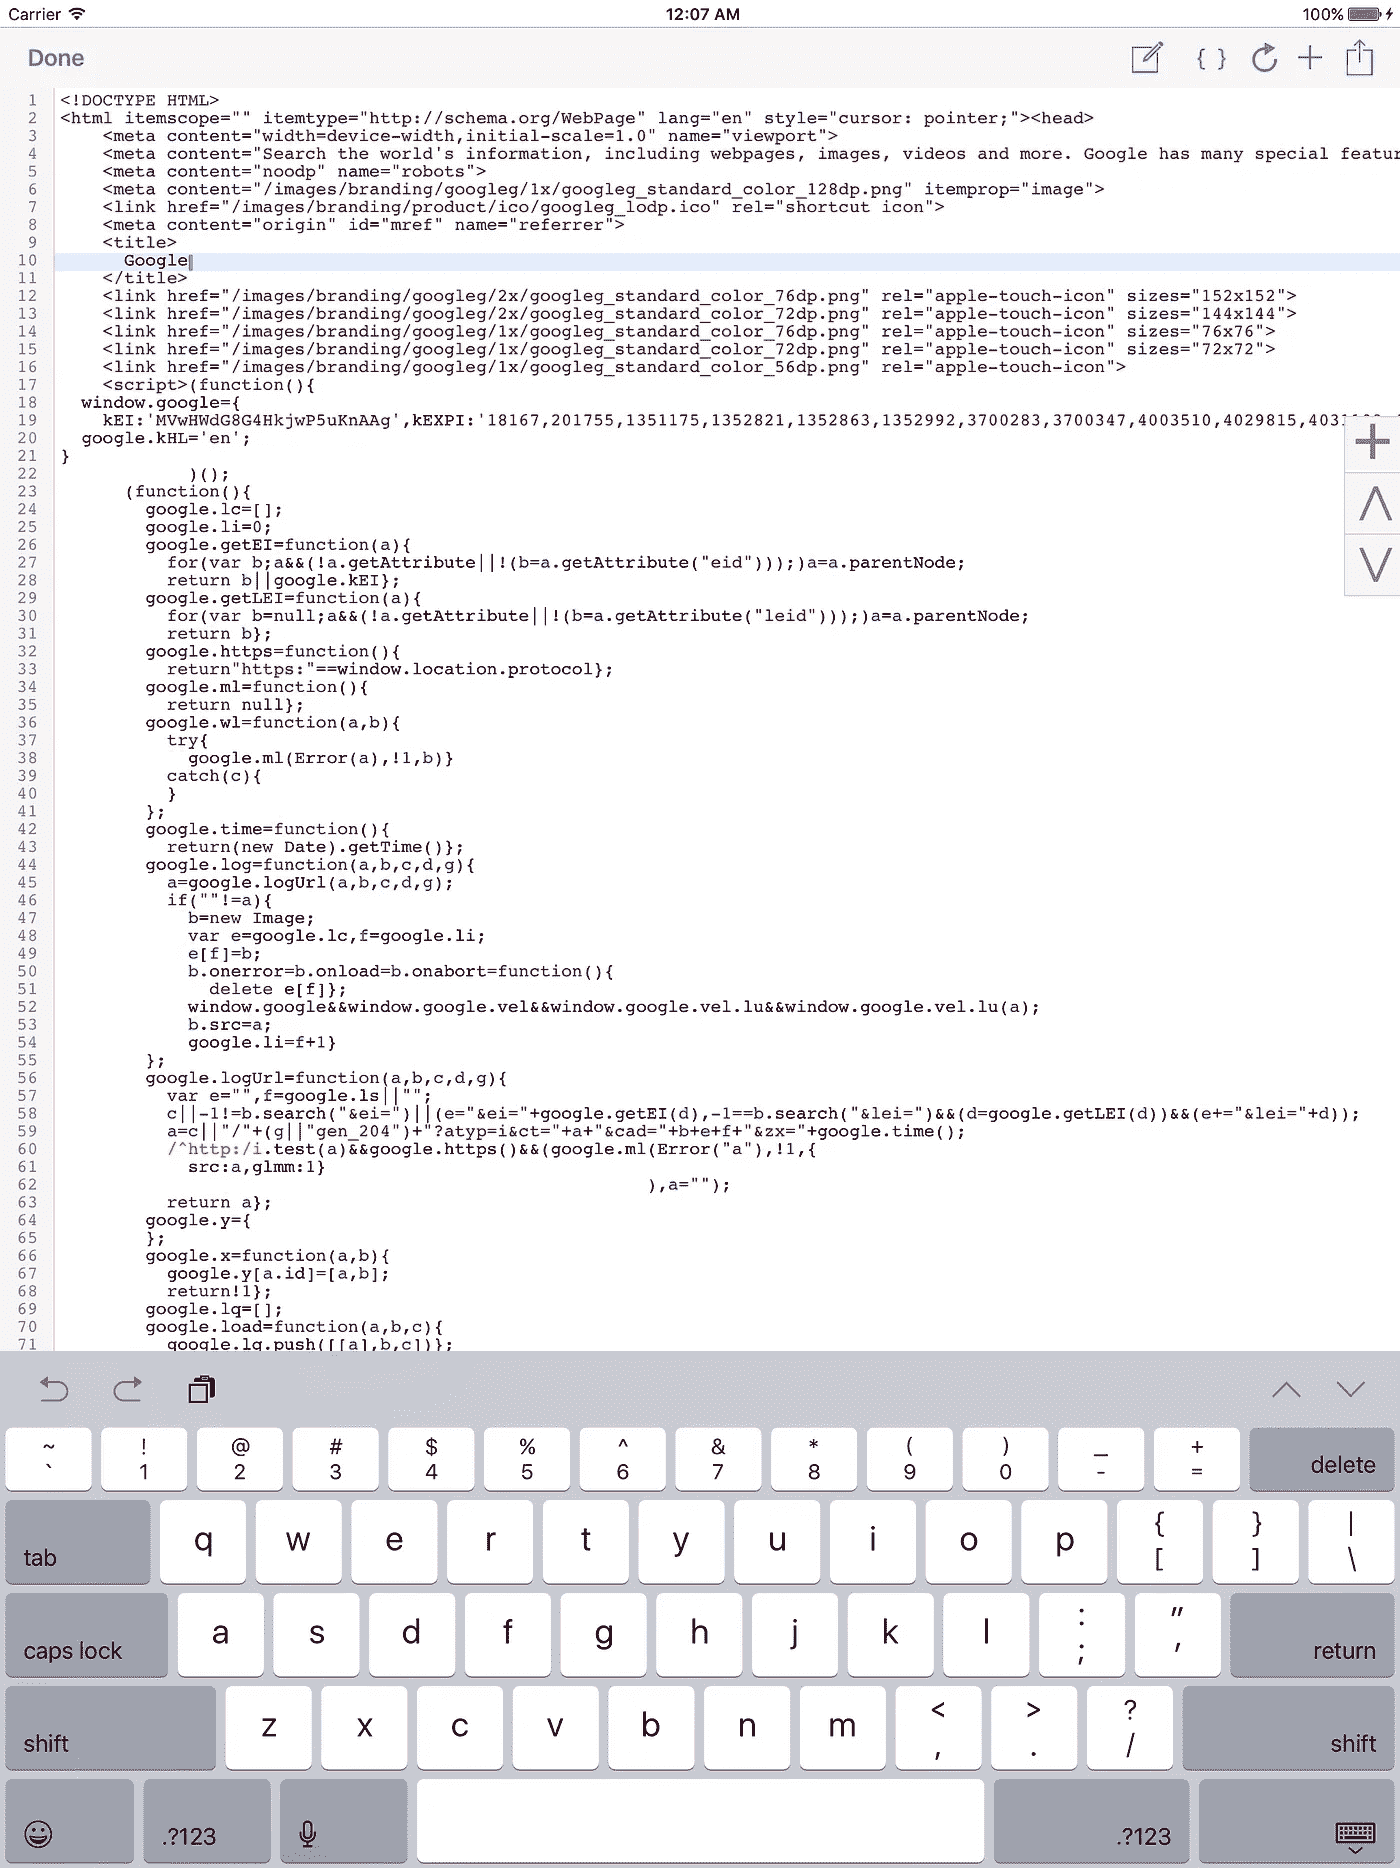 Carrier 12:07 AM 100%
Done { }
1 <!DOCTYPE HTML>
2 <html itemscope="" itemtype="http://schema.org/WebPage" lang="en" style="cursor: pointer;"><head>
3 <meta content="width=device-width,initial-scale=1.0" name="viewport">
4 <meta content="Search the world's information, including webpages, images, videos and more. Google has many special featur
5 <meta content="noodp" name="robots">
6 <meta content="/images/branding/googleg/1x/googleg_standard_color_128dp.png" itemprop="image">
7 <link href="/images/branding/product/ico/googleg_lodp.ico" rel="shortcut icon">
8 <meta content="origin" id="mref" name="referrer">
9 <title>
10 Google
11 </title>
12 <link href="/images/branding/googleg/2x/googleg_standard_color_76dp.png" rel="apple-touch-icon" sizes="152x152">
13 <link href="/images/branding/googleg/2x/googleg_standard_color_72dp.png" rel="apple-touch-icon" sizes="144x144">
14 <link href="/images/branding/googleg/1x/googleg_standard_color_76dp.png" rel="apple-touch-icon" sizes="76x76">
15 <link href="/images/branding/googleg/1x/googleg_standard_color_72dp.png" rel="apple-touch-icon" sizes="72x72">
16 <link href="/images/branding/googleg/1x/googleg_standard_color_56dp.png" rel="apple-touch-icon">
17 <script>(function(){
18 window.google={
19 kEI:'MVwHWdG8G4HkjwP5uKnAAg',kEXPI:'18167,201755,1351175,1352821,1352863,1352992,3700283,3700347,4003510,4029815,
20 google.kHL='en';
21 }
22 )();
23 (function(){
24 google.lc=[];
25 google.li=0;
26 google.getEI=function(a){
27 for(var b;a&&(!a.getAttribute||!(b=a.getAttribute("eid")));)a=a.parentNode;
28 return b||google.kEI};
29 google.getLEI=function(a){
30 for(var b=null;a&&(!a.getAttribute||!(b=a.getAttribute("leid")));)a=a.parentNode;
31 return b};
32 google.https=function(){
33 return"https:"==window.location.protocol};
34 google.ml=function(){
35 return null};
36 google.wl=function(a,b){
37 try{
38 google.ml(Error(a),!1,b)}
39 catch(c){
40 }
41 };
42 google.time=function(){
43 return(new Date).getTime()};
44 google.log=function(a,b,c,d,g){
45 a=google.logUrl(a,b,c,d,g);
46 if(""!=a){
47 b=new Image;
48 var e=google.lc,f=google.li;
49 e[f]=b;
50 b.onerror=b.onload=b.onabort=function(){
51 delete e[f]};
52 window.google&&window.google.vel&&window.google.vel.lu&&window.google.vel.lu(a);
53 b.src=a;
54 google.li=f+1}
55 };
56 google.logUrl=function(a,b,c,d,g){
57 var e="",f=google.ls||"";
58 c||-1!=b.search("&ei=")||(e="&ei="+google.getEI(d),-1==b.search("&lei=")&&(d=google.getLEI(d))&&(e+="&lei="+d));
59 a=c||"/"+(g||"gen_204")+"?atyp=i&ct="+a+"&cad="+b+e+f+"&zx="+google.time();
60 /^http:/i.test(a)&&google.https()&&(google.ml(Error("a"),!1,{
61 src:a,glmm:1}
62 ),a="");
63 return a};
64 google.y={
65 };
66 google.x=function(a,b){
67 google.y[a.id]=[a,b];
68 return!1};
69 google.lq=[];
70 google.load=function(a,b,c){
71 google.lq.push([[a],b,c])};
~ ! @ # $ % ^ & * ( ) _ +
` 1 2 3 4 5 6 7 8 9 0 - = delete
tab q w e r t y u i o p { [ } ] | \
caps lock a s d f g h j k l : ; " ' return
shift z x c v b n m < , > . ? / shift
.?123 .?123